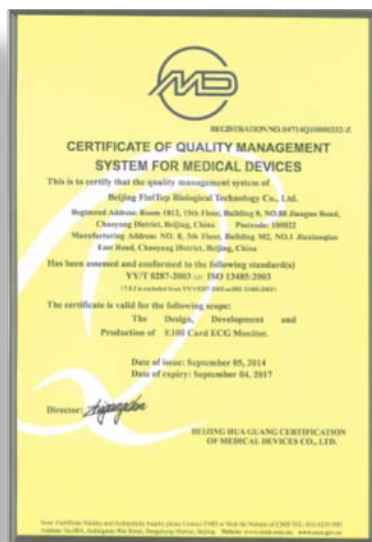 CMD
REGISTRATION NO:04714Q10000332-Z
CERTIFICATE OF QUALITY MANAGEMENT
SYSTEM FOR MEDICAL DEVICES
This is to certify that the quality management system of
Beijing Biological Technology Co., Ltd.
Registered Address: Room 1812, 15th Floor, Building 8, NO.88 Jianguo Road,
Chaoyang District, Beijing, China Postcode: 100022
Manufacturing Address: NO. 8, 5th Floor, Building M2, NO.1 Jiuxianqiao
East Road, Chaoyang District, Beijing, China
Has been assessed and conformed to the following standard(s)
YY/T 0287-2003 ISO 13485:2003
The certificate is valid for the following scope:
The Design, Development and
Production of E100 Card ECG Monitor.
Date of issue: September 05, 2014
Date of expiry: September 04, 2017
Director:
BEIJING HUA GUANG CERTIFICATION
OF MEDICAL DEVICES CO., LTD.